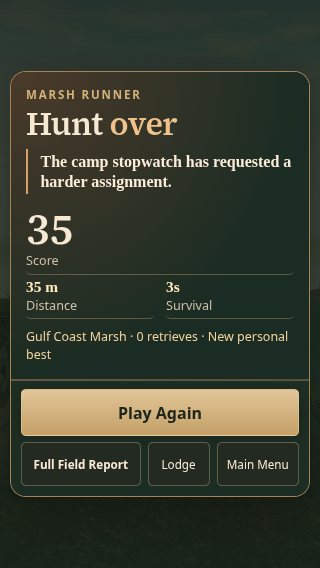 MARSH RUNNER
Hunt over
The camp stopwatch has requested a
harder assignment.
35
Score
35 m
Distance
3s
Survival
Gulf Coast Marsh · 0 retrieves · New personal
best
Play Again
Full Field Report
Lodge
Main Menu